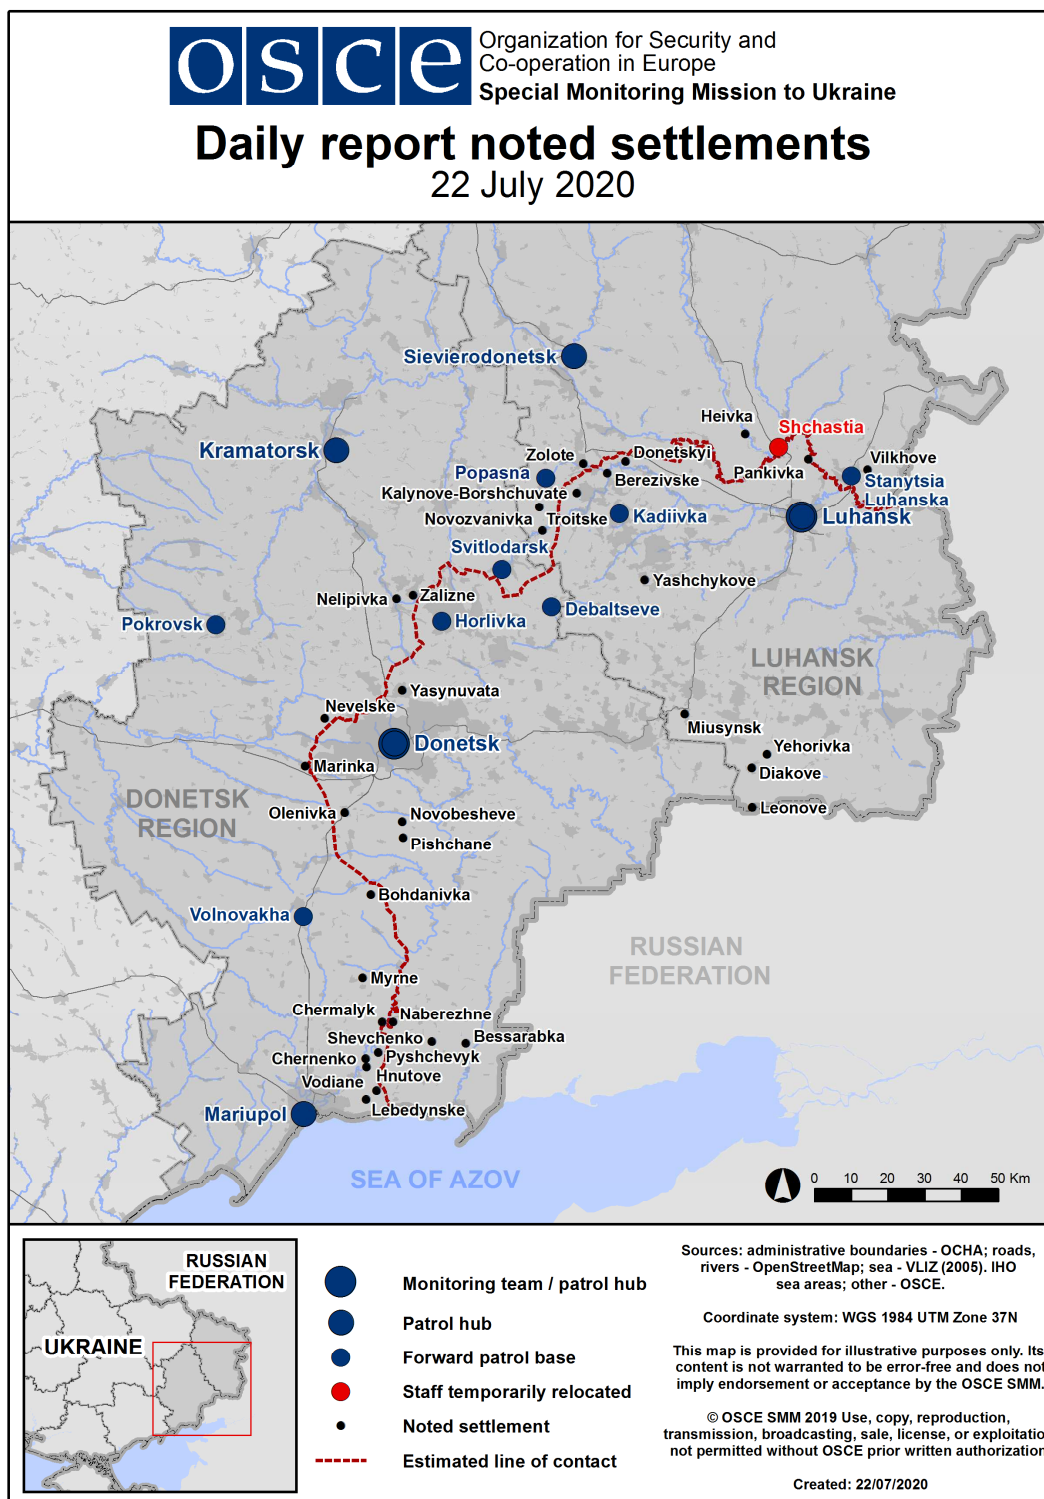 osce
Organization for Security and
Co-operation in Europe
Special Monitoring Mission to Ukraine
Daily report noted settlements
22 July 2020
Sievierodonetsk
Heivka
Shchastia
Kramatorsk
Zolote
Donetskyi
Vilkhove
Popasna
Pankivka
Berezivske
Stanytsia
Luhanska
Kalynove-Borshchuvate
Novozvanivka
Troitske
Kadiivka
Luhansk
Svitlodarsk
Yashchykove
Nelipivka
Zalizne
Debaltseve
Pokrovsk
Horlivka
LUHANSK
REGION
Yasynuvata
Nevelske
Miusynsk
Donetsk
Yehorivka
Marinka
Diakove
DONETSK
REGION
Olenivka
Novobesheve
Leonove
Pishchane
Bohdanivka
Volnovakha
RUSSIAN
FEDERATION
Myrne
Chermalyk
Naberezhne
Shevchenko
Bessarabka
Chernenko
Pyshchevyk
Vodiane
Hnutove
Mariupol
Lebedynske
SEA OF AZOV
0 10 20 30 40 50 Km
RUSSIAN
FEDERATION
UKRAINE
Monitoring team / patrol hub
Patrol hub
Forward patrol base
Staff temporarily relocated
Noted settlement
Estimated line of contact
Sources: administrative boundaries - OCHA; roads,
rivers - OpenStreetMap; sea - VLIZ (2005). IHO
sea areas; other - OSCE.
Coordinate system: WGS 1984 UTM Zone 37N
This map is provided for illustrative purposes only. Its
content is not warranted to be error-free and does not
imply endorsement or acceptance by the OSCE SMM.
© OSCE SMM 2019 Use, copy, reproduction,
transmission, broadcasting, sale, license, or exploitatio
not permitted without OSCE prior written authorization
Created: 22/07/2020